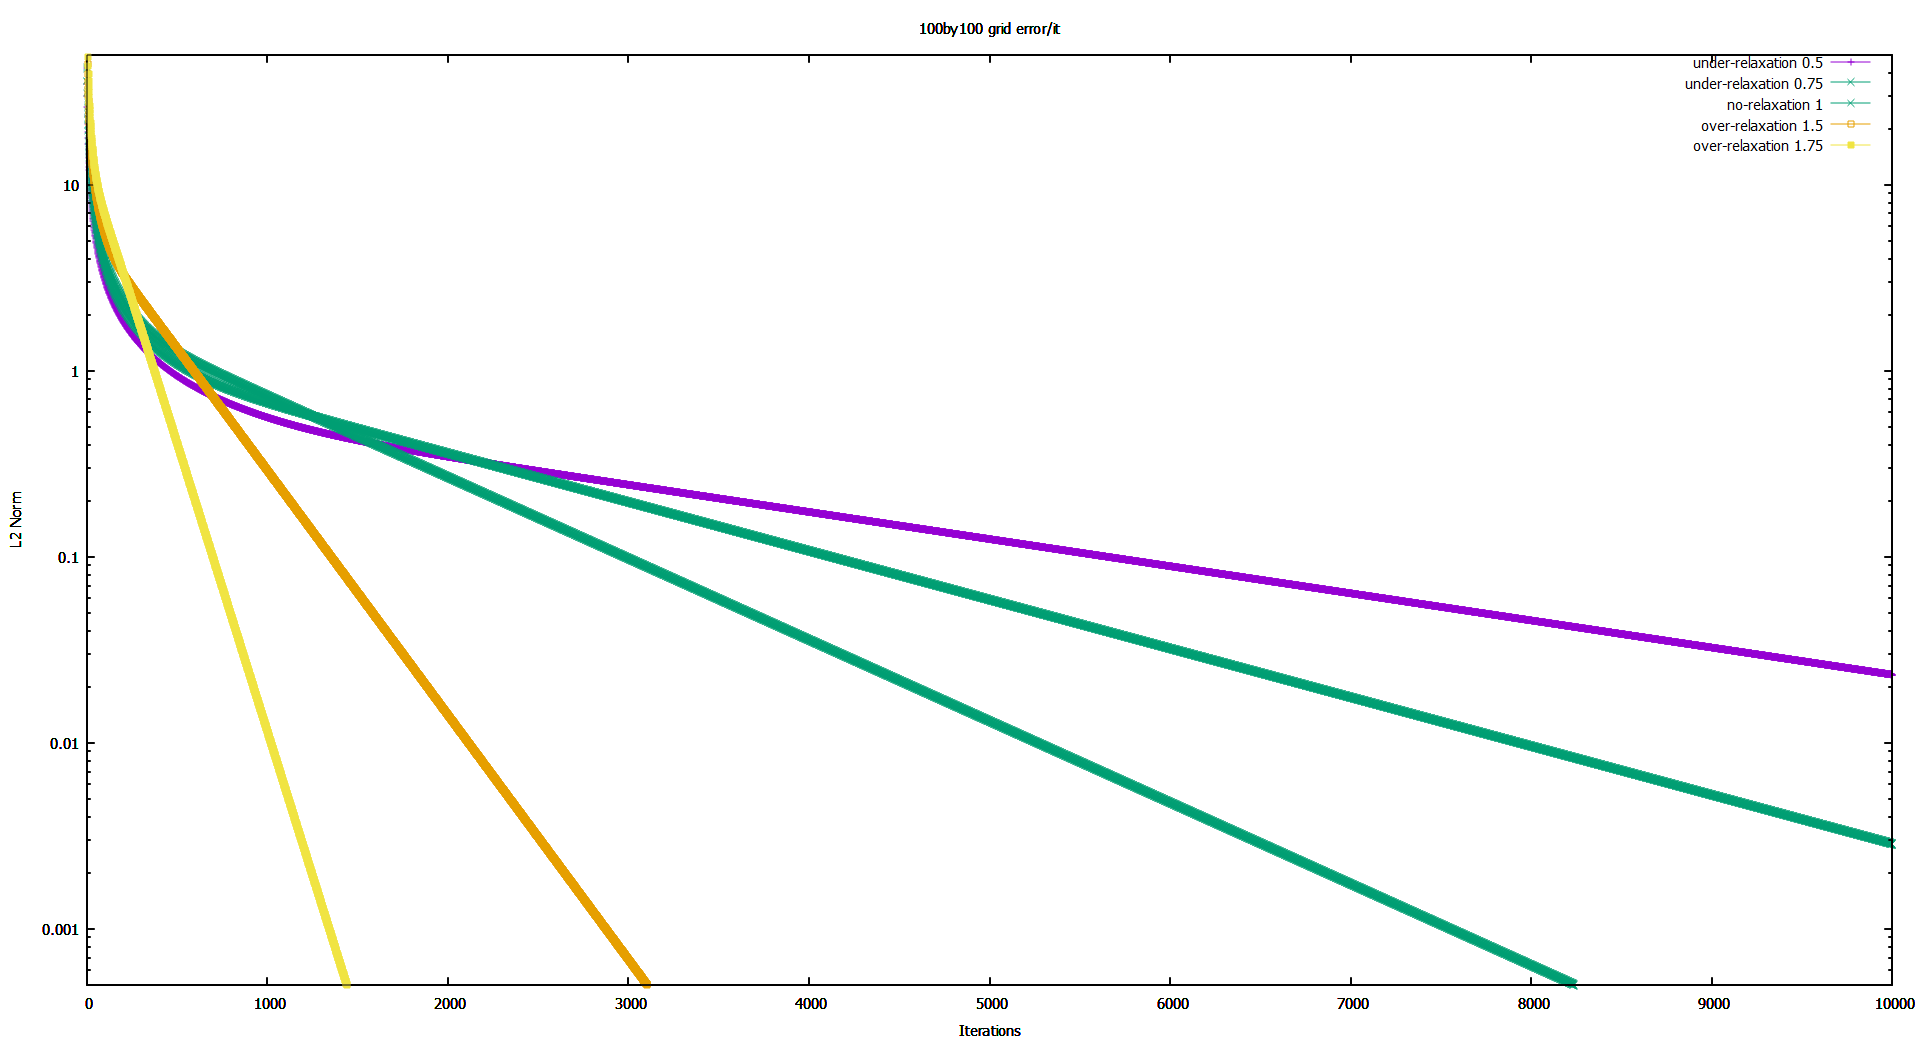 100by100 grid error/it
under-relaxation 0.5
under-relaxation 0.75
no-relaxation 1
over-relaxation 1.5
over-relaxation 1.75
10
1
0.1
0.01
0.001
L2 Norm
0 1000 2000 3000 4000 5000 6000 7000 8000 9000 10000
Iterations